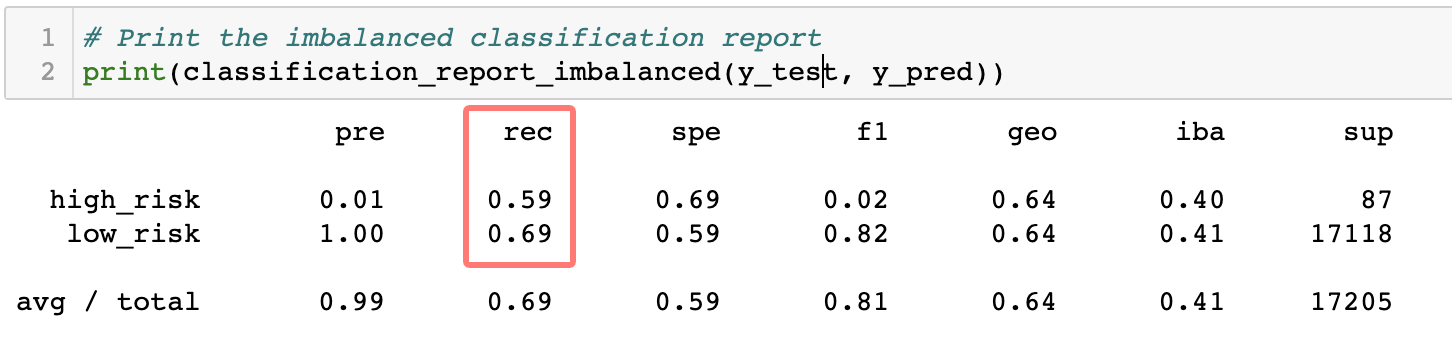 1 # Print the imbalanced classification report
2 print(classification_report_imbalanced(y_test, y_pred))
pre rec spe f1 geo iba sup
high_risk 0.01 0.59 0.69 0.02 0.64 0.40 87
low_risk 1.00 0.69 0.59 0.82 0.64 0.41 17118
avg / total 0.99 0.69 0.59 0.81 0.64 0.41 17205